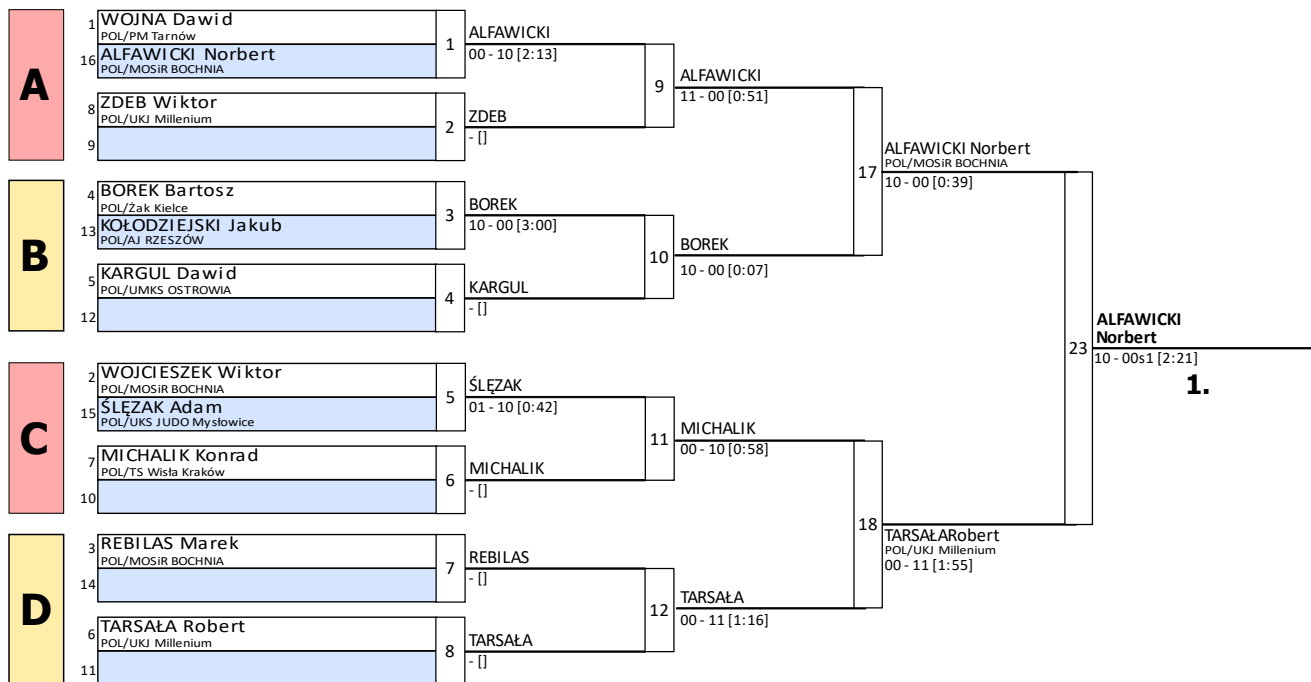 A
1 WOJNA Dawid
POL/PM Tarnów
16 ALFAWICKI Norbert
POL/MOSiR BOCHNIA
1
ALFAWICKI
00 - 10 [2:13]
8 ZDEB Wiktor
POL/UKJ Millenium
9
2
ZDEB
- []
9
ALFAWICKI
11 - 00 [0:51]
B
4 BOREK Bartosz
POL/Żak Kielce
13 KOŁODZIEJSKI Jakub
POL/AJ RZESZÓW
3
BOREK
10 - 00 [3:00]
5 KARGUL Dawid
POL/UMKS OSTROWIA
12
4
KARGUL
- []
10
BOREK
10 - 00 [0:07]
17
ALFAWICKI Norbert
POL/MOSiR BOCHNIA
10 - 00 [0:39]
C
2 WOJCIESZEK Wiktor
POL/MOSiR BOCHNIA
15 ŚLĘZAK Adam
POL/UKS JUDO Mysłowice
5
ŚLĘZAK
01 - 10 [0:42]
7 MICHALIK Konrad
POL/TS Wisła Kraków
10
6
MICHALIK
- []
11
MICHALIK
00 - 10 [0:58]
D
3 REBILAS Marek
POL/MOSiR BOCHNIA
14
7
REBILAS
- []
6 TARSAŁA Robert
POL/UKJ Millenium
11
8
TARSAŁA
- []
12
TARSAŁA
00 - 11 [1:16]
18
TARSAŁARobert
POL/UKJ Millenium
00 - 11 [1:55]
23
ALFAWICKI
Norbert
10 - 00s1 [2:21]
1.